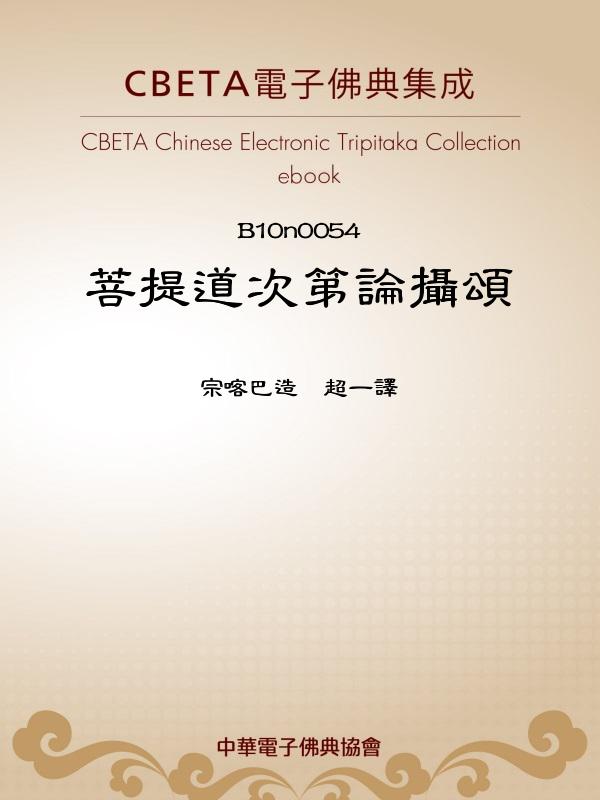 CBETA電子佛典集成
CBETA Chinese Electronic Tripitaka Collection
ebook
B10n0054
菩提道次第論攝頌
宗喀巴造 超一譯
中華電子佛典協會